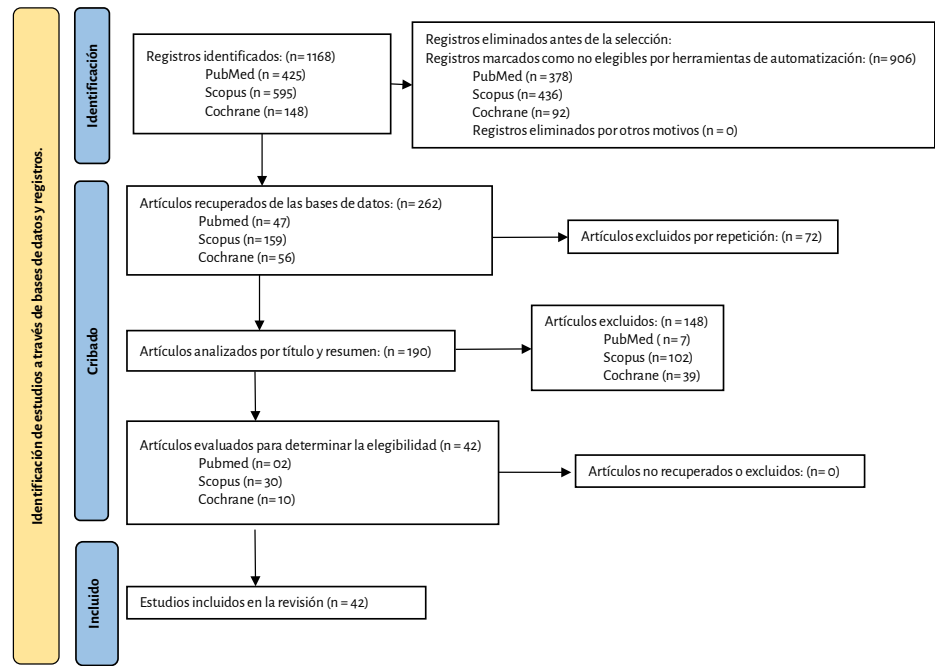 Identificación de estudios a través de bases de datos y registros.
Identificación
Registros identificados: (n= 1168)
PubMed (n = 425)
Scopus (n = 595)
Cochrane (n= 148)
Registros eliminados antes de la selección:
Registros marcados como no elegibles por herramientas de automatización: (n= 906)
PubMed (n = 378)
Scopus (n = 436)
Cochrane (n= 92)
Registros eliminados por otros motivos (n = 0)
Cribado
Artículos recuperados de las bases de datos: (n= 262)
Pubmed (n= 47)
Scopus (n= 159)
Cochrane (n= 56)
Artículos excluidos por repetición: (n = 72)
Artículos analizados por título y resumen: (n = 190)
Artículos excluidos: (n = 148)
PubMed ( n= 7)
Scopus (n= 102)
Cochrane (n= 39)
Artículos evaluados para determinar la elegibilidad (n = 42)
Pubmed (n= 02)
Scopus (n= 30)
Cochrane (n= 10)
Artículos no recuperados o excluidos: (n= 0)
Incluido
Estudios incluidos en la revisión (n = 42)